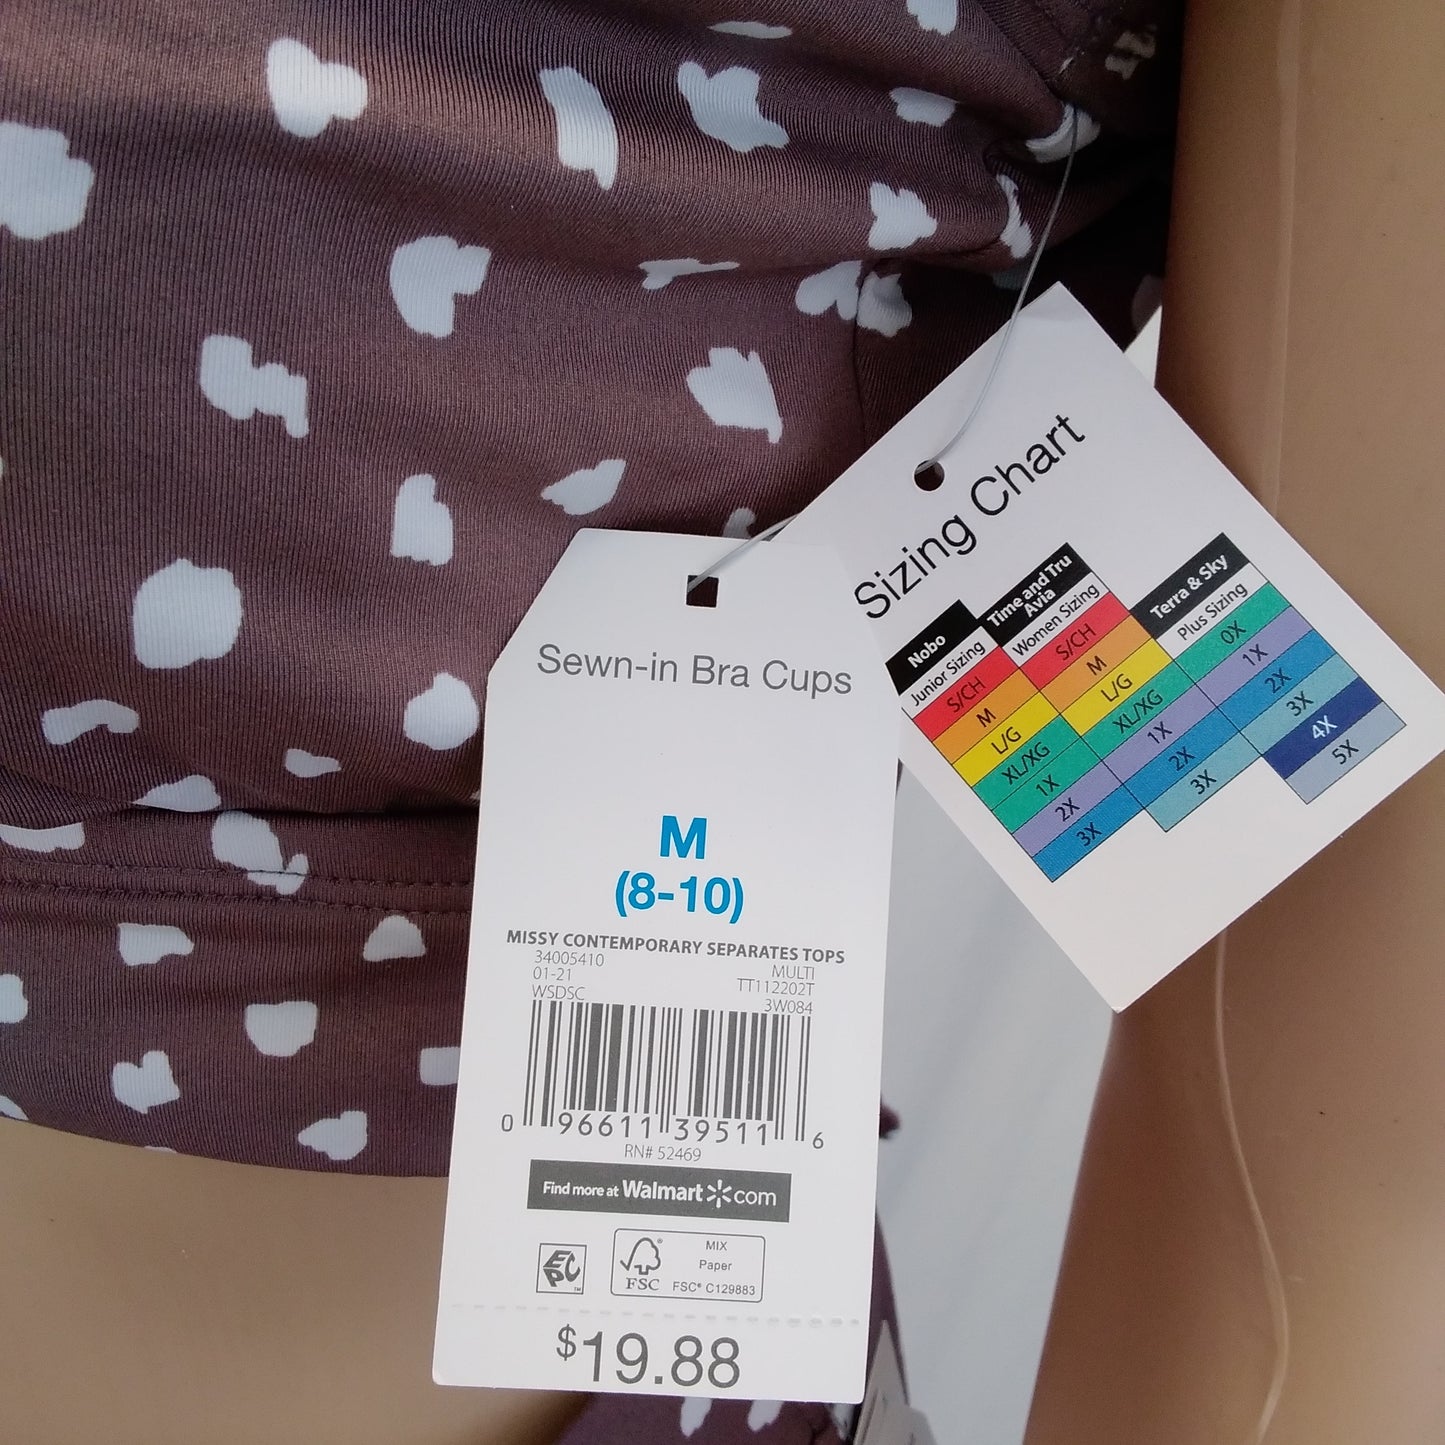 Sizing Chart
Nobo
Junior Sizing
S/CH
M
L/G
XL/XG
1X
2X
3X
Time and Tru
Avia
Women Sizing
S/CH
M
L/G
XL/XG
1X
2X
3X
Terra & Sky
Plus Sizing
0X
1X
2X
3X
4X
5X
Sewn-in Bra Cups
M
(8-10)
MISSY CONTEMPORARY SEPARATES TOPS
34005410
01-21 MULTI
WSDSC TT112202T
3W084
0 96611 39511 6
RN# 52469
Find more at Walmart.com
EPC TM
FSC® MIX
Paper
FSC® C129883
$19.88